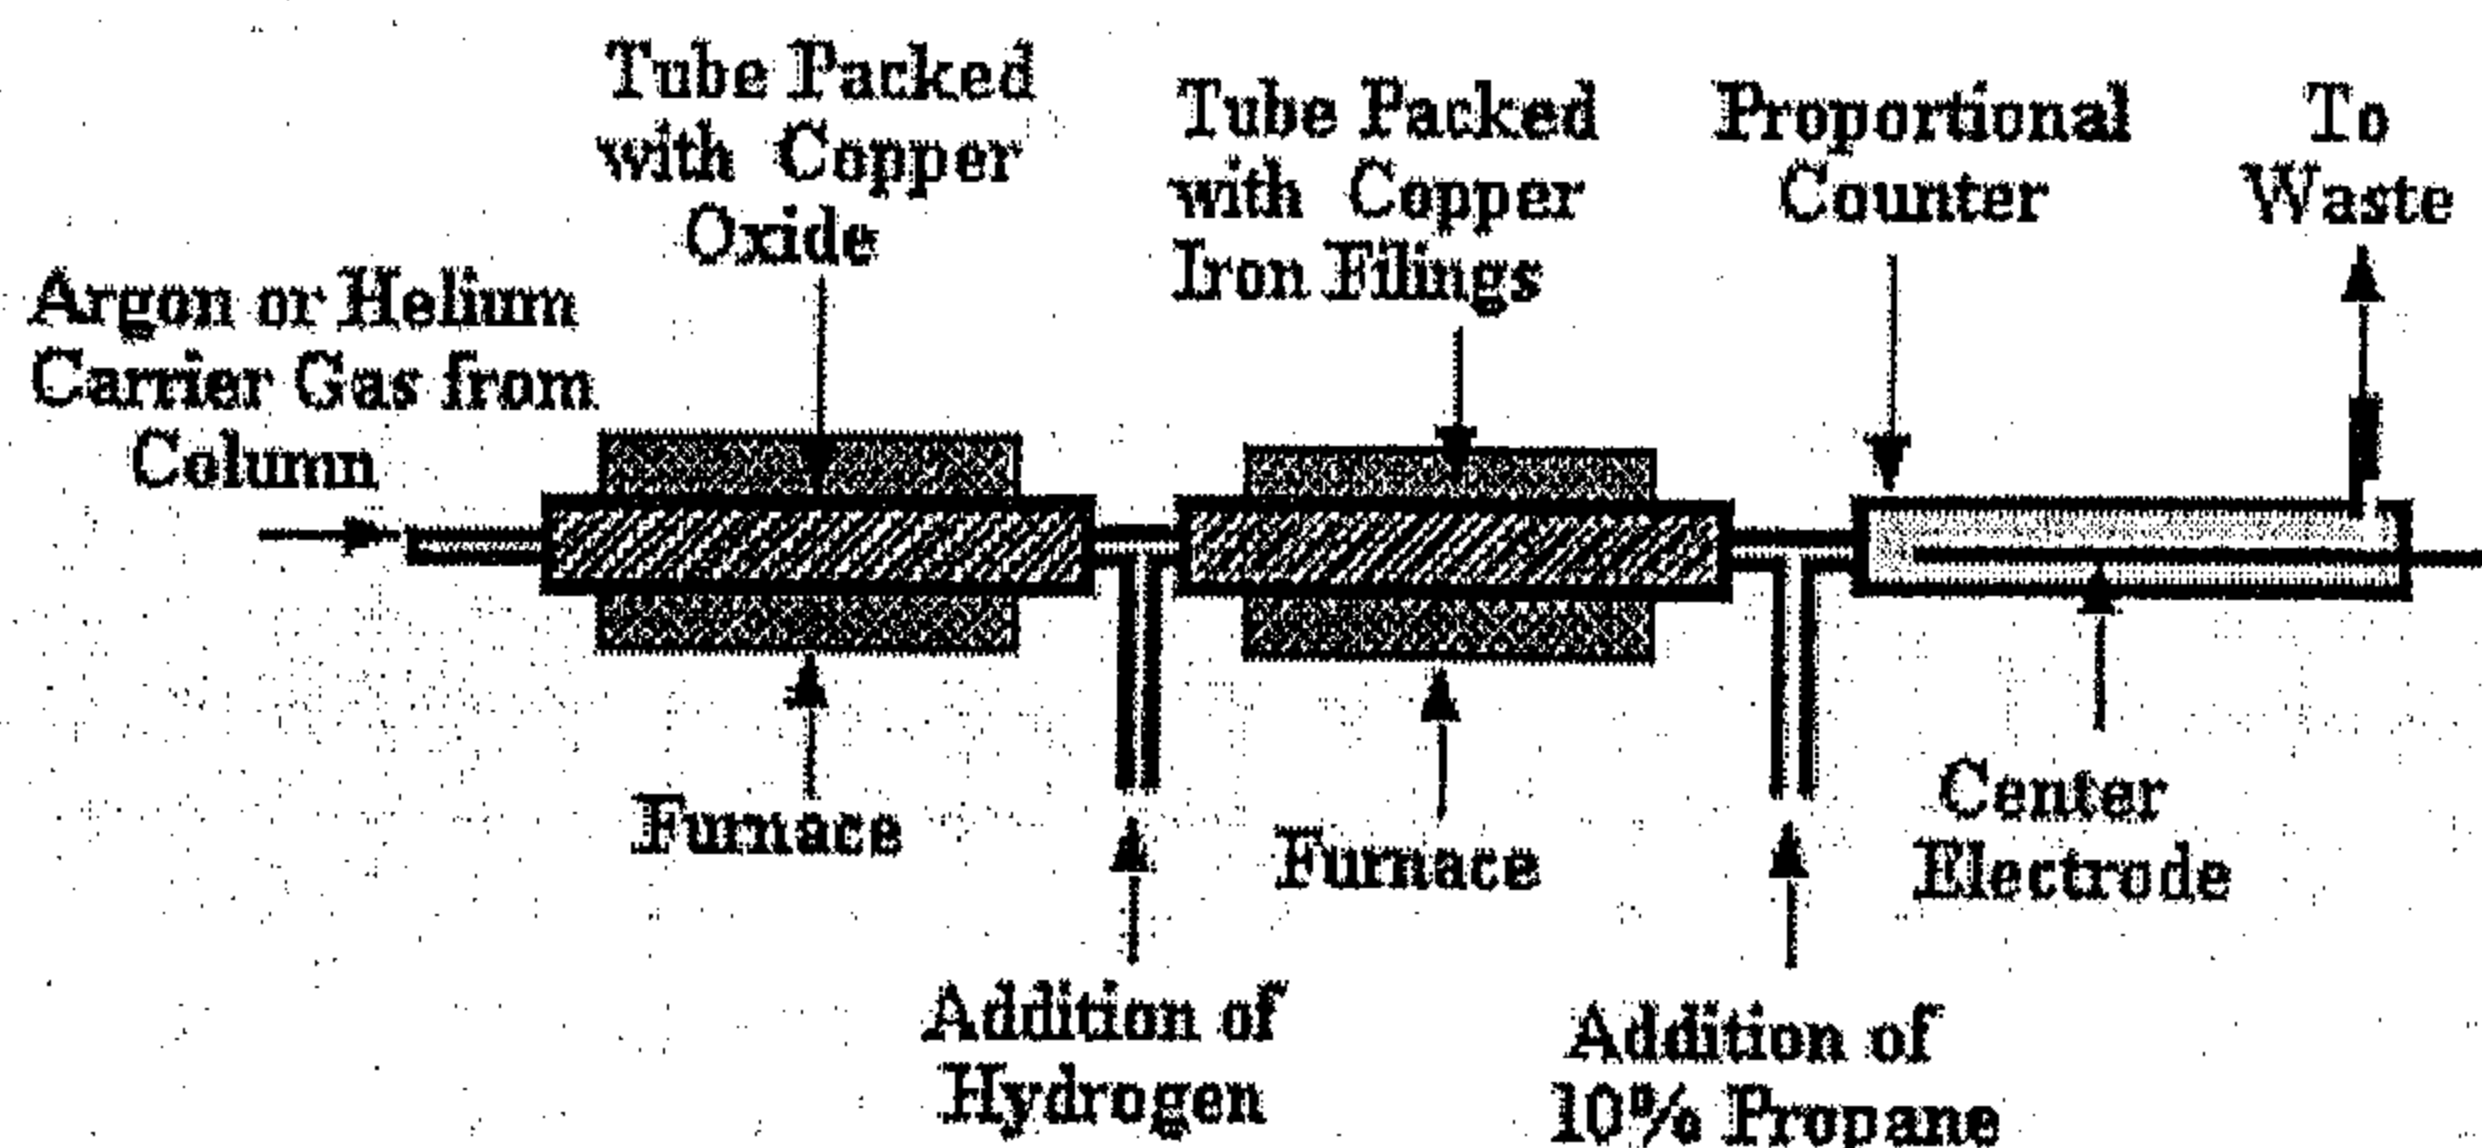 Tube Packed
with Copper
Oxide
Tube Packed
with Copper
Iron Filings
Proportional
Counter
To
Waste
Argon or Helium
Carrier Gas from
Column
Furnace
Furnace
Center
Electrode
Addition of
Hydrogen
Addition of
10% Propane